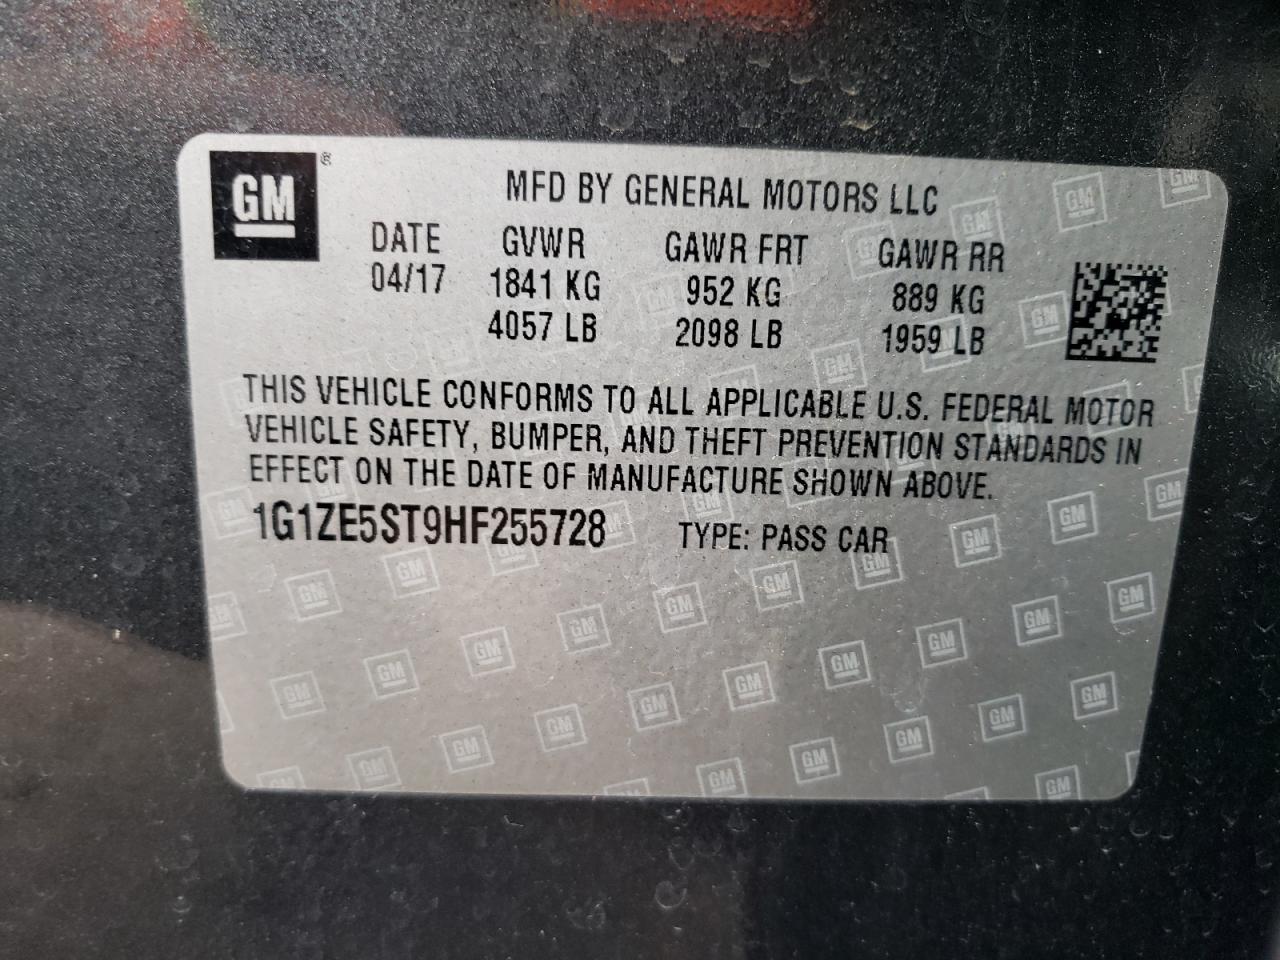 GM ®
MFD BY GENERAL MOTORS LLC
DATE GVWR GAWR FRT GAWR RR
04/17 1841 KG 952 KG 889 KG
4057 LB 2098 LB 1959 LB
THIS VEHICLE CONFORMS TO ALL APPLICABLE U.S. FEDERAL MOTOR
VEHICLE SAFETY, BUMPER, AND THEFT PREVENTION STANDARDS IN
EFFECT ON THE DATE OF MANUFACTURE SHOWN ABOVE.
1G1ZE5ST9HF255728 TYPE: PASS CAR